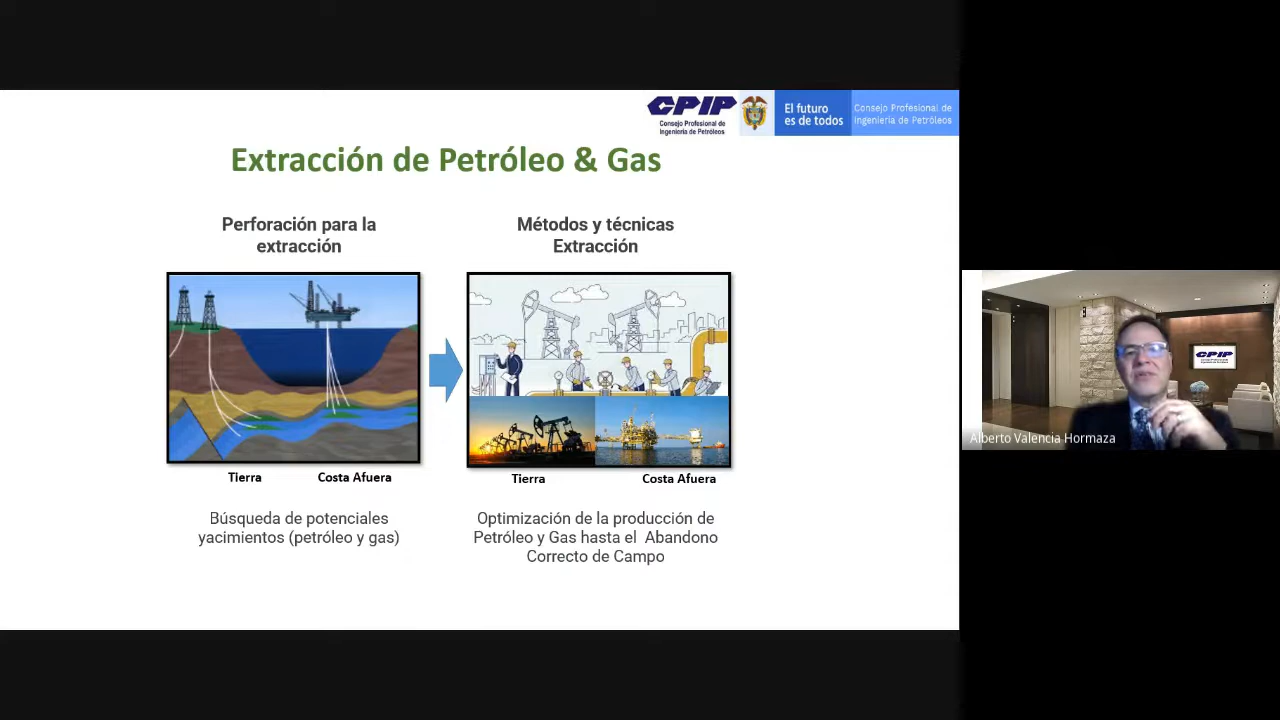 CPIP
Consejo Profesional de
Ingeniería de Petróleos
El futuro
es de todos
Consejo Profesional de
Ingeniería de Petróleos
Extracción de Petróleo & Gas
Perforación para la
extracción
Métodos y técnicas
Extracción
Tierra
Costa Afuera
Tierra
Costa Afuera
Búsqueda de potenciales
yacimientos (petróleo y gas)
Optimización de la producción de
Petróleo y Gas hasta el Abandono
Correcto de Campo
CPIP
Alberto Valencia Hormaza